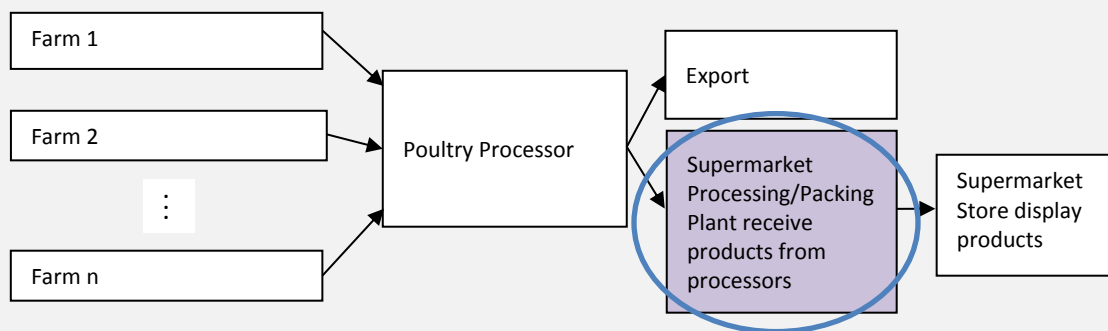 Farm 1
Farm 2
⋮
Farm n
Poultry Processor
Export
Supermarket
Processing/Packing
Plant receive
products from
processors
Supermarket
Store display
products